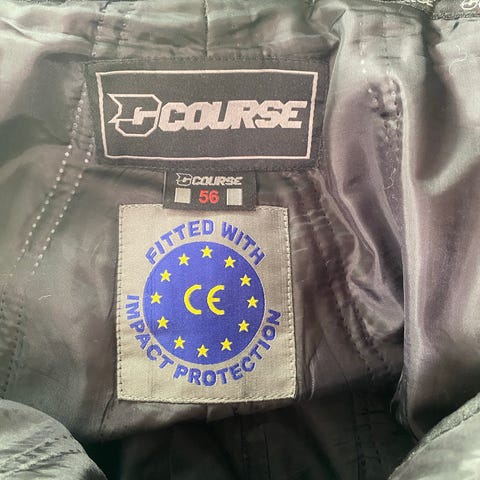 COURSE
COURSE
56
FITTED WITH
CE
IMPACT PROTECTION